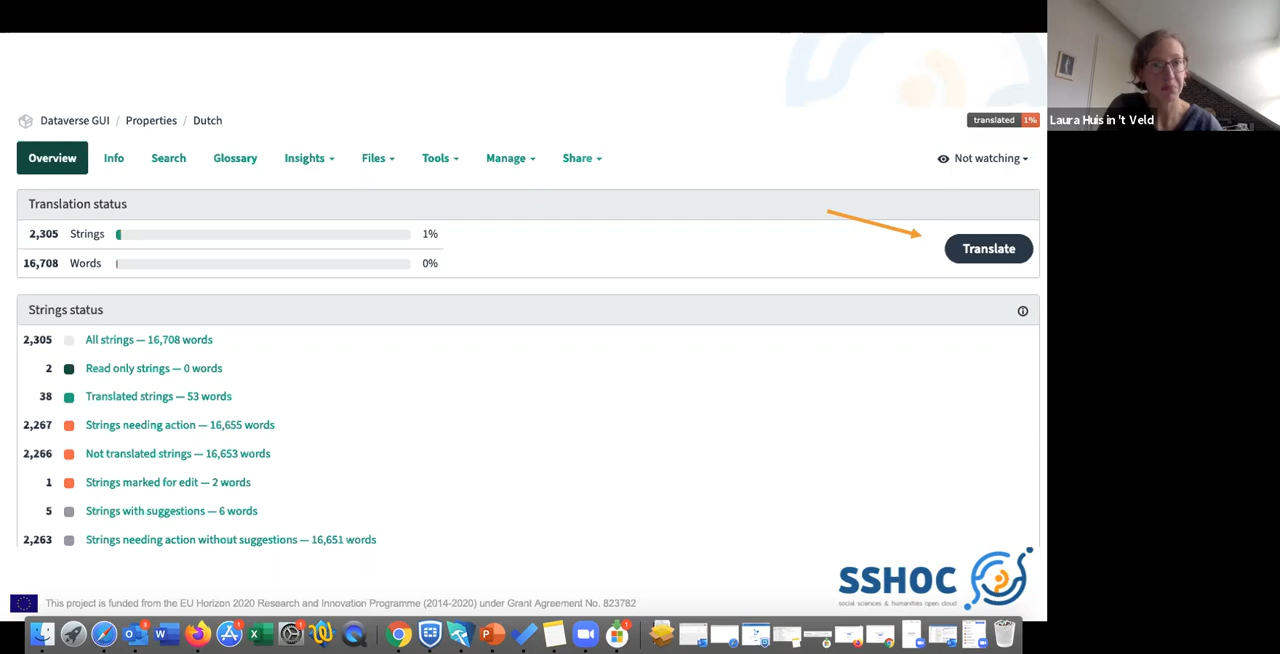 Dataverse GUI / Properties / Dutch
translated 1%
Laura Huis in 't Veld
Overview Info Search Glossary Insights Files Tools Manage Share Not watching
Translation status
2,305 Strings 1%
Translate
16,708 Words 0%
Strings status
2,305 All strings — 16,708 words
2 Read only strings — 0 words
38 Translated strings — 53 words
2,267 Strings needing action — 16,655 words
2,266 Not translated strings — 16,653 words
1 Strings marked for edit — 2 words
5 Strings with suggestions — 6 words
2,263 Strings needing action without suggestions — 16,651 words
SSHOC
social sciences & humanities open cloud
This project is funded from the EU Horizon 2020 Research and Innovation Programme (2014-2020) under Grant Agreement No. 823782